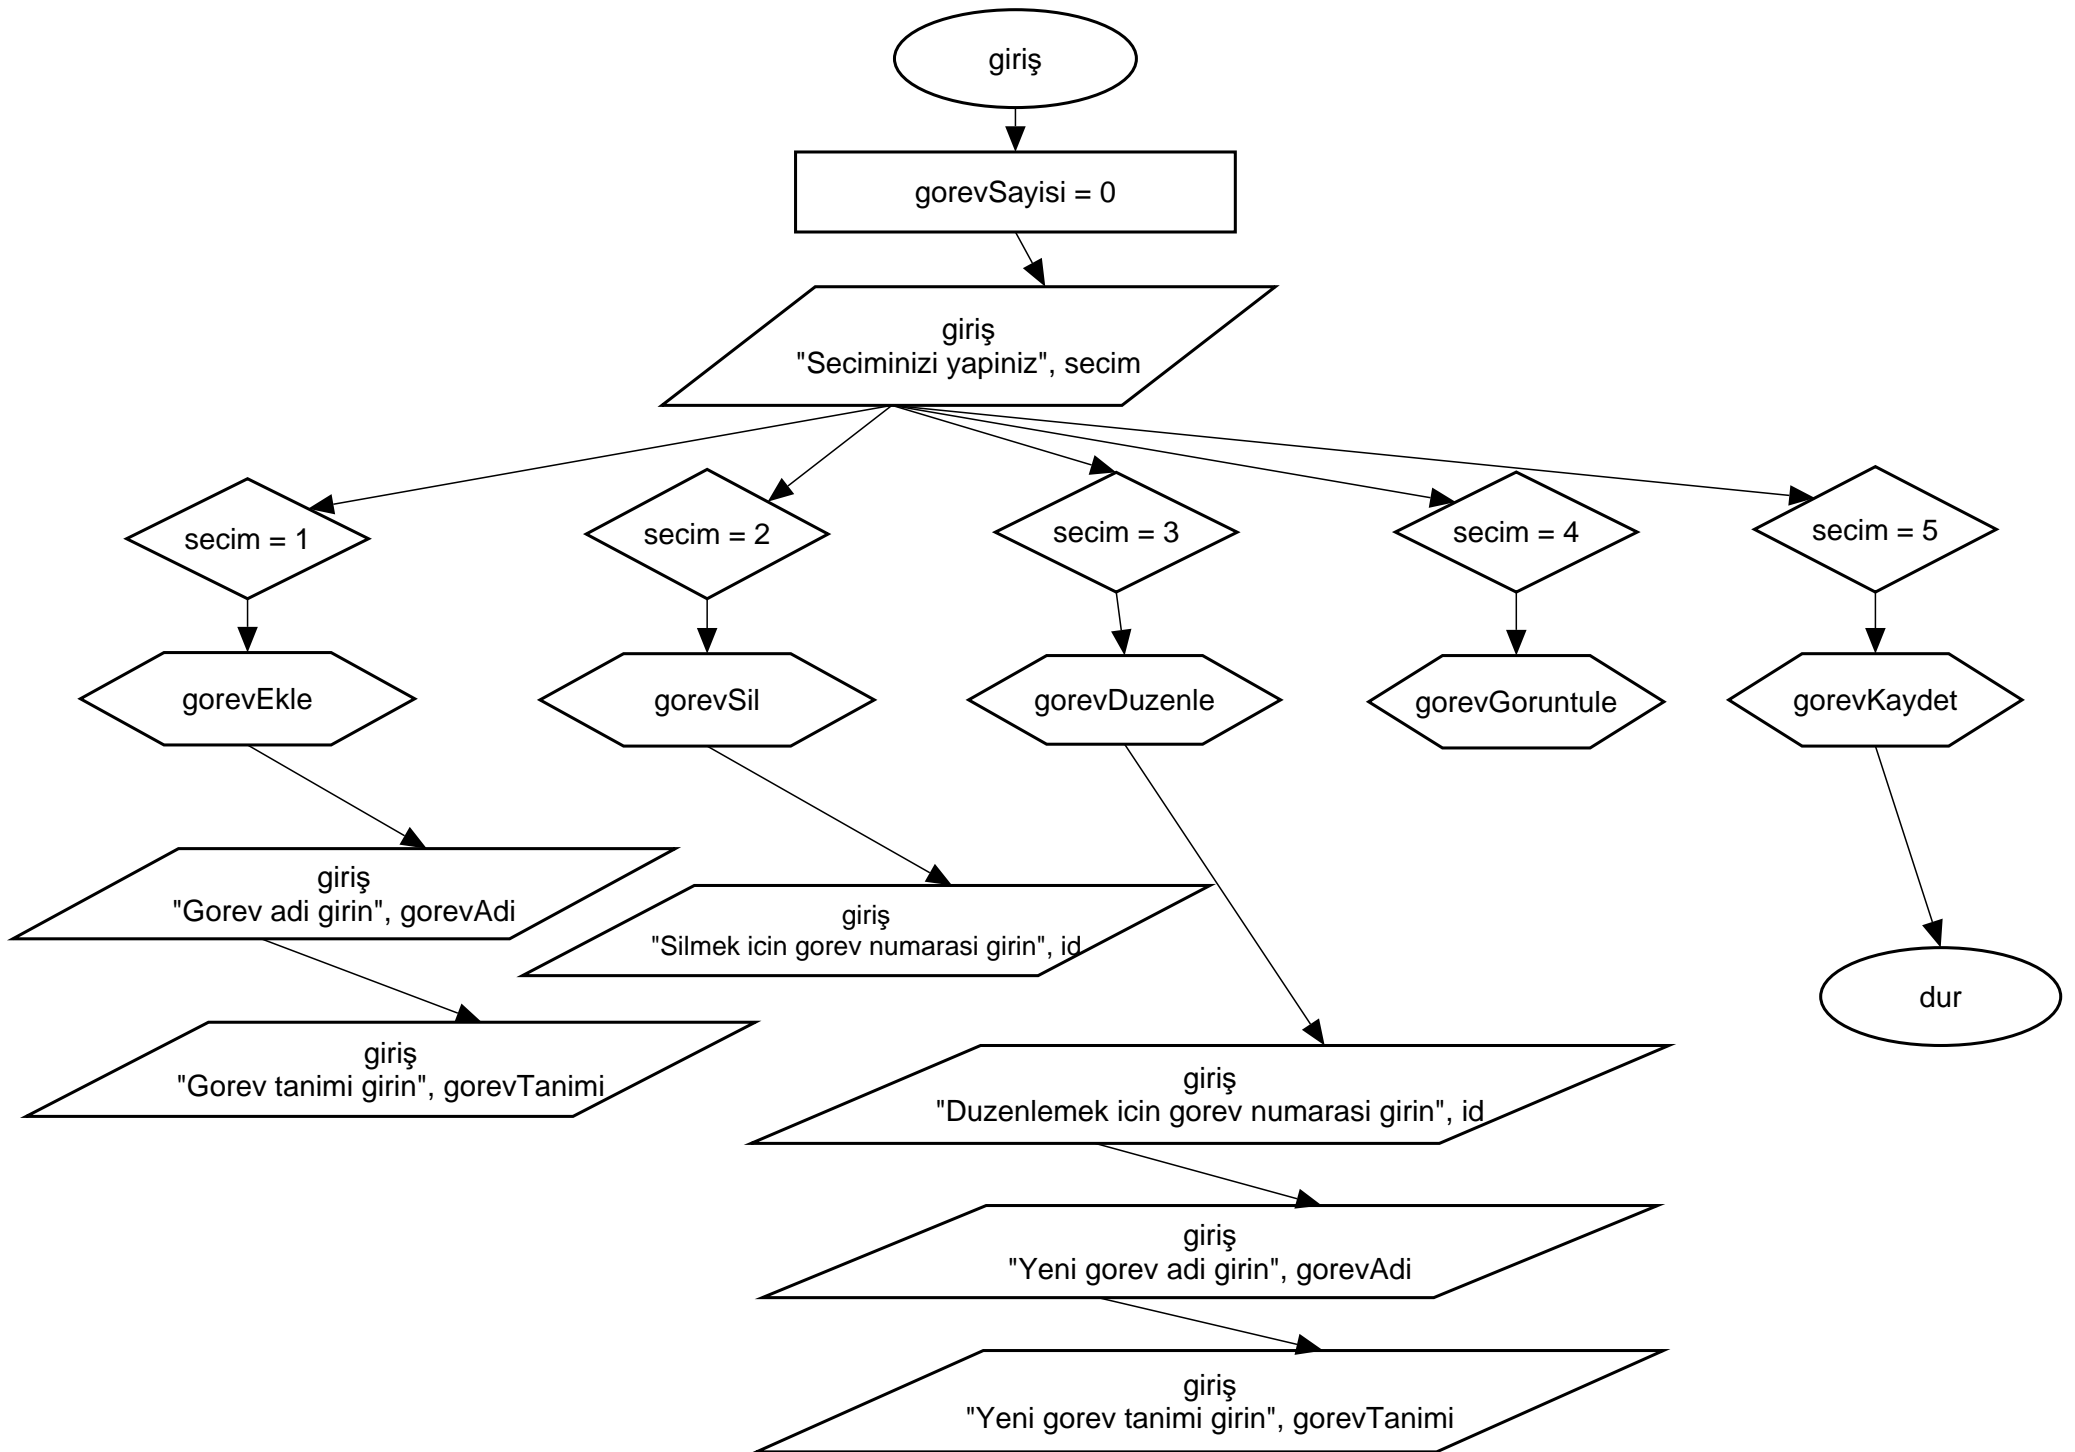 giriş
gorevSayisi = 0
giriş
"Seciminizi yapiniz", secim
secim = 1
secim = 2
secim = 3
secim = 4
secim = 5
gorevEkle
gorevSil
gorevDuzenle
gorevGoruntule
gorevKaydet
giriş
"Gorev adi girin", gorevAdi
giriş
"Silmek icin gorev numarasi girin", id
dur
giriş
"Gorev tanimi girin", gorevTanimi
giriş
"Duzenlemek icin gorev numarasi girin", id
giriş
"Yeni gorev adi girin", gorevAdi
giriş
"Yeni gorev tanimi girin", gorevTanimi